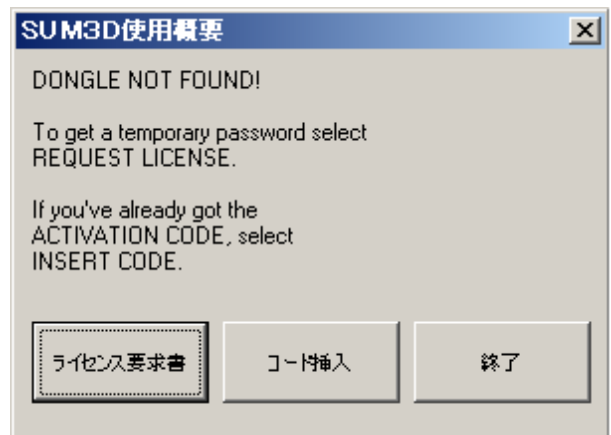 SUM3D使用概要
DONGLE NOT FOUND!
To get a temporary password select
REQUEST LICENSE.
If you've already got the
ACTIVATION CODE, select
INSERT CODE.
ライセンス要求書
コード挿入
終了